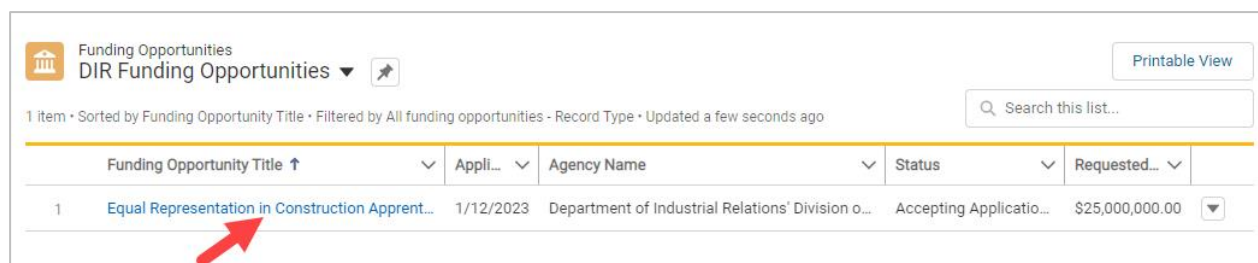 Funding Opportunities
DIR Funding Opportunities
Printable View
1 item • Sorted by Funding Opportunity Title • Filtered by All funding opportunities - Record Type • Updated a few seconds ago
Search this list...
Funding Opportunity Title ↑ Appli... Agency Name Status Requested...
1 Equal Representation in Construction Apprent... 1/12/2023 Department of Industrial Relations' Division o... Accepting Applicatio... $25,000,000.00